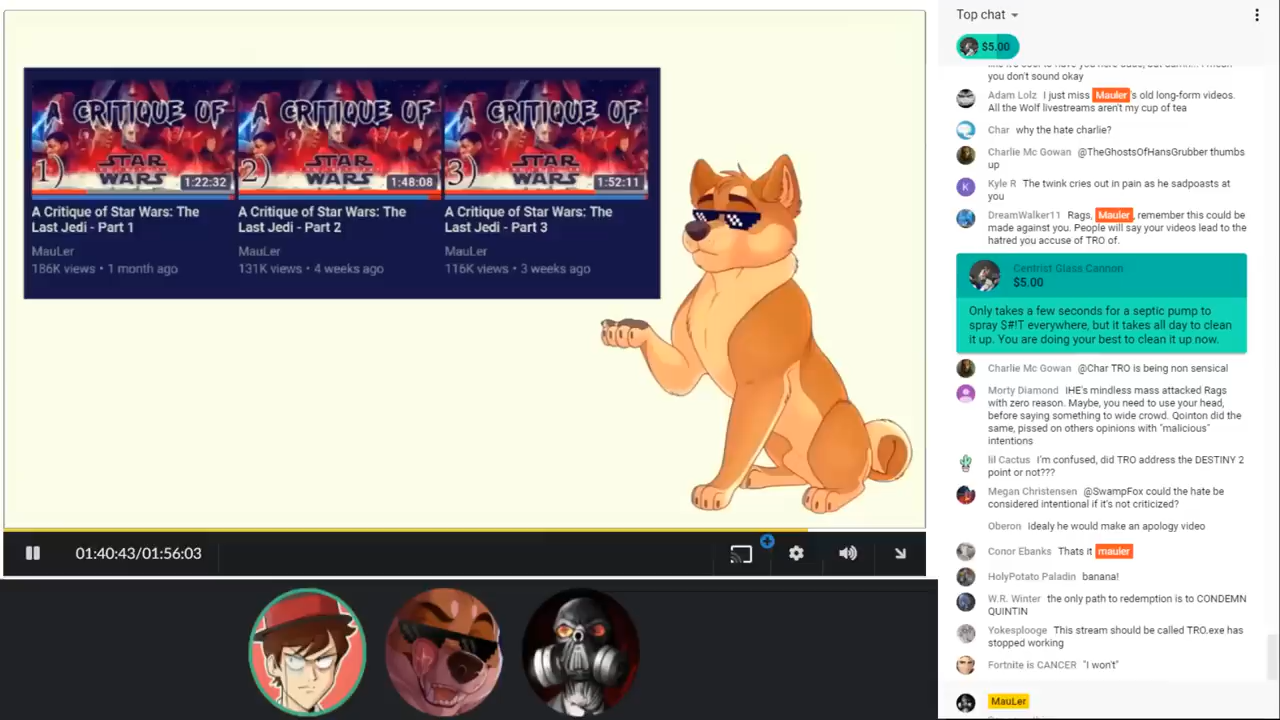 A CRITIQUE OF
STAR WARS
1)
1:22:32
A Critique of Star Wars: The
Last Jedi - Part 1
MauLer
186K views • 1 month ago
A CRITIQUE OF
STAR WARS
2)
1:48:08
A Critique of Star Wars: The
Last Jedi - Part 2
MauLer
131K views • 4 weeks ago
A CRITIQUE OF
STAR WARS
3)
1:52:11
A Critique of Star Wars: The
Last Jedi - Part 3
MauLer
116K views • 3 weeks ago
01:40:43/01:56:03
Top chat
$5.00
you don't sound okay
Adam Lolz I just miss Mauler's old long-form videos.
All the Wolf livestreams aren't my cup of tea
Char why the hate charlie?
Charlie Mc Gowan @TheGhostsOfHansGrubber thumbs
up
Kyle R The twink cries out in pain as he sadpoasts at
you
DreamWalker11 Rags, Mauler, remember this could be
made against you. People will say your videos lead to the
hatred you accuse of TRO of.
Centrist Glass Cannon
$5.00
Only takes a few seconds for a septic pump to
spray $#!T everywhere, but it takes all day to clean
it up. You are doing your best to clean it up now.
Charlie Mc Gowan @Char TRO is being non sensical
Morty Diamond IHE's mindless mass attacked Rags
with zero reason. Maybe, you need to use your head,
before saying something to wide crowd. Qointon did the
same, pissed on others opinions with "malicious"
intentions
lil Cactus I'm confused, did TRO address the DESTINY 2
point or not???
Megan Christensen @SwampFox could the hate be
considered intentional if it's not criticized?
Oberon Idealy he would make an apology video
Conor Ebanks Thats it mauler
HolyPotato Paladin banana!
W.R. Winter the only path to redemption is to CONDEMN
QUINTIN
Yokesplooge This stream should be called TRO.exe has
stopped working
Fortnite is CANCER "I won't"
MauLer